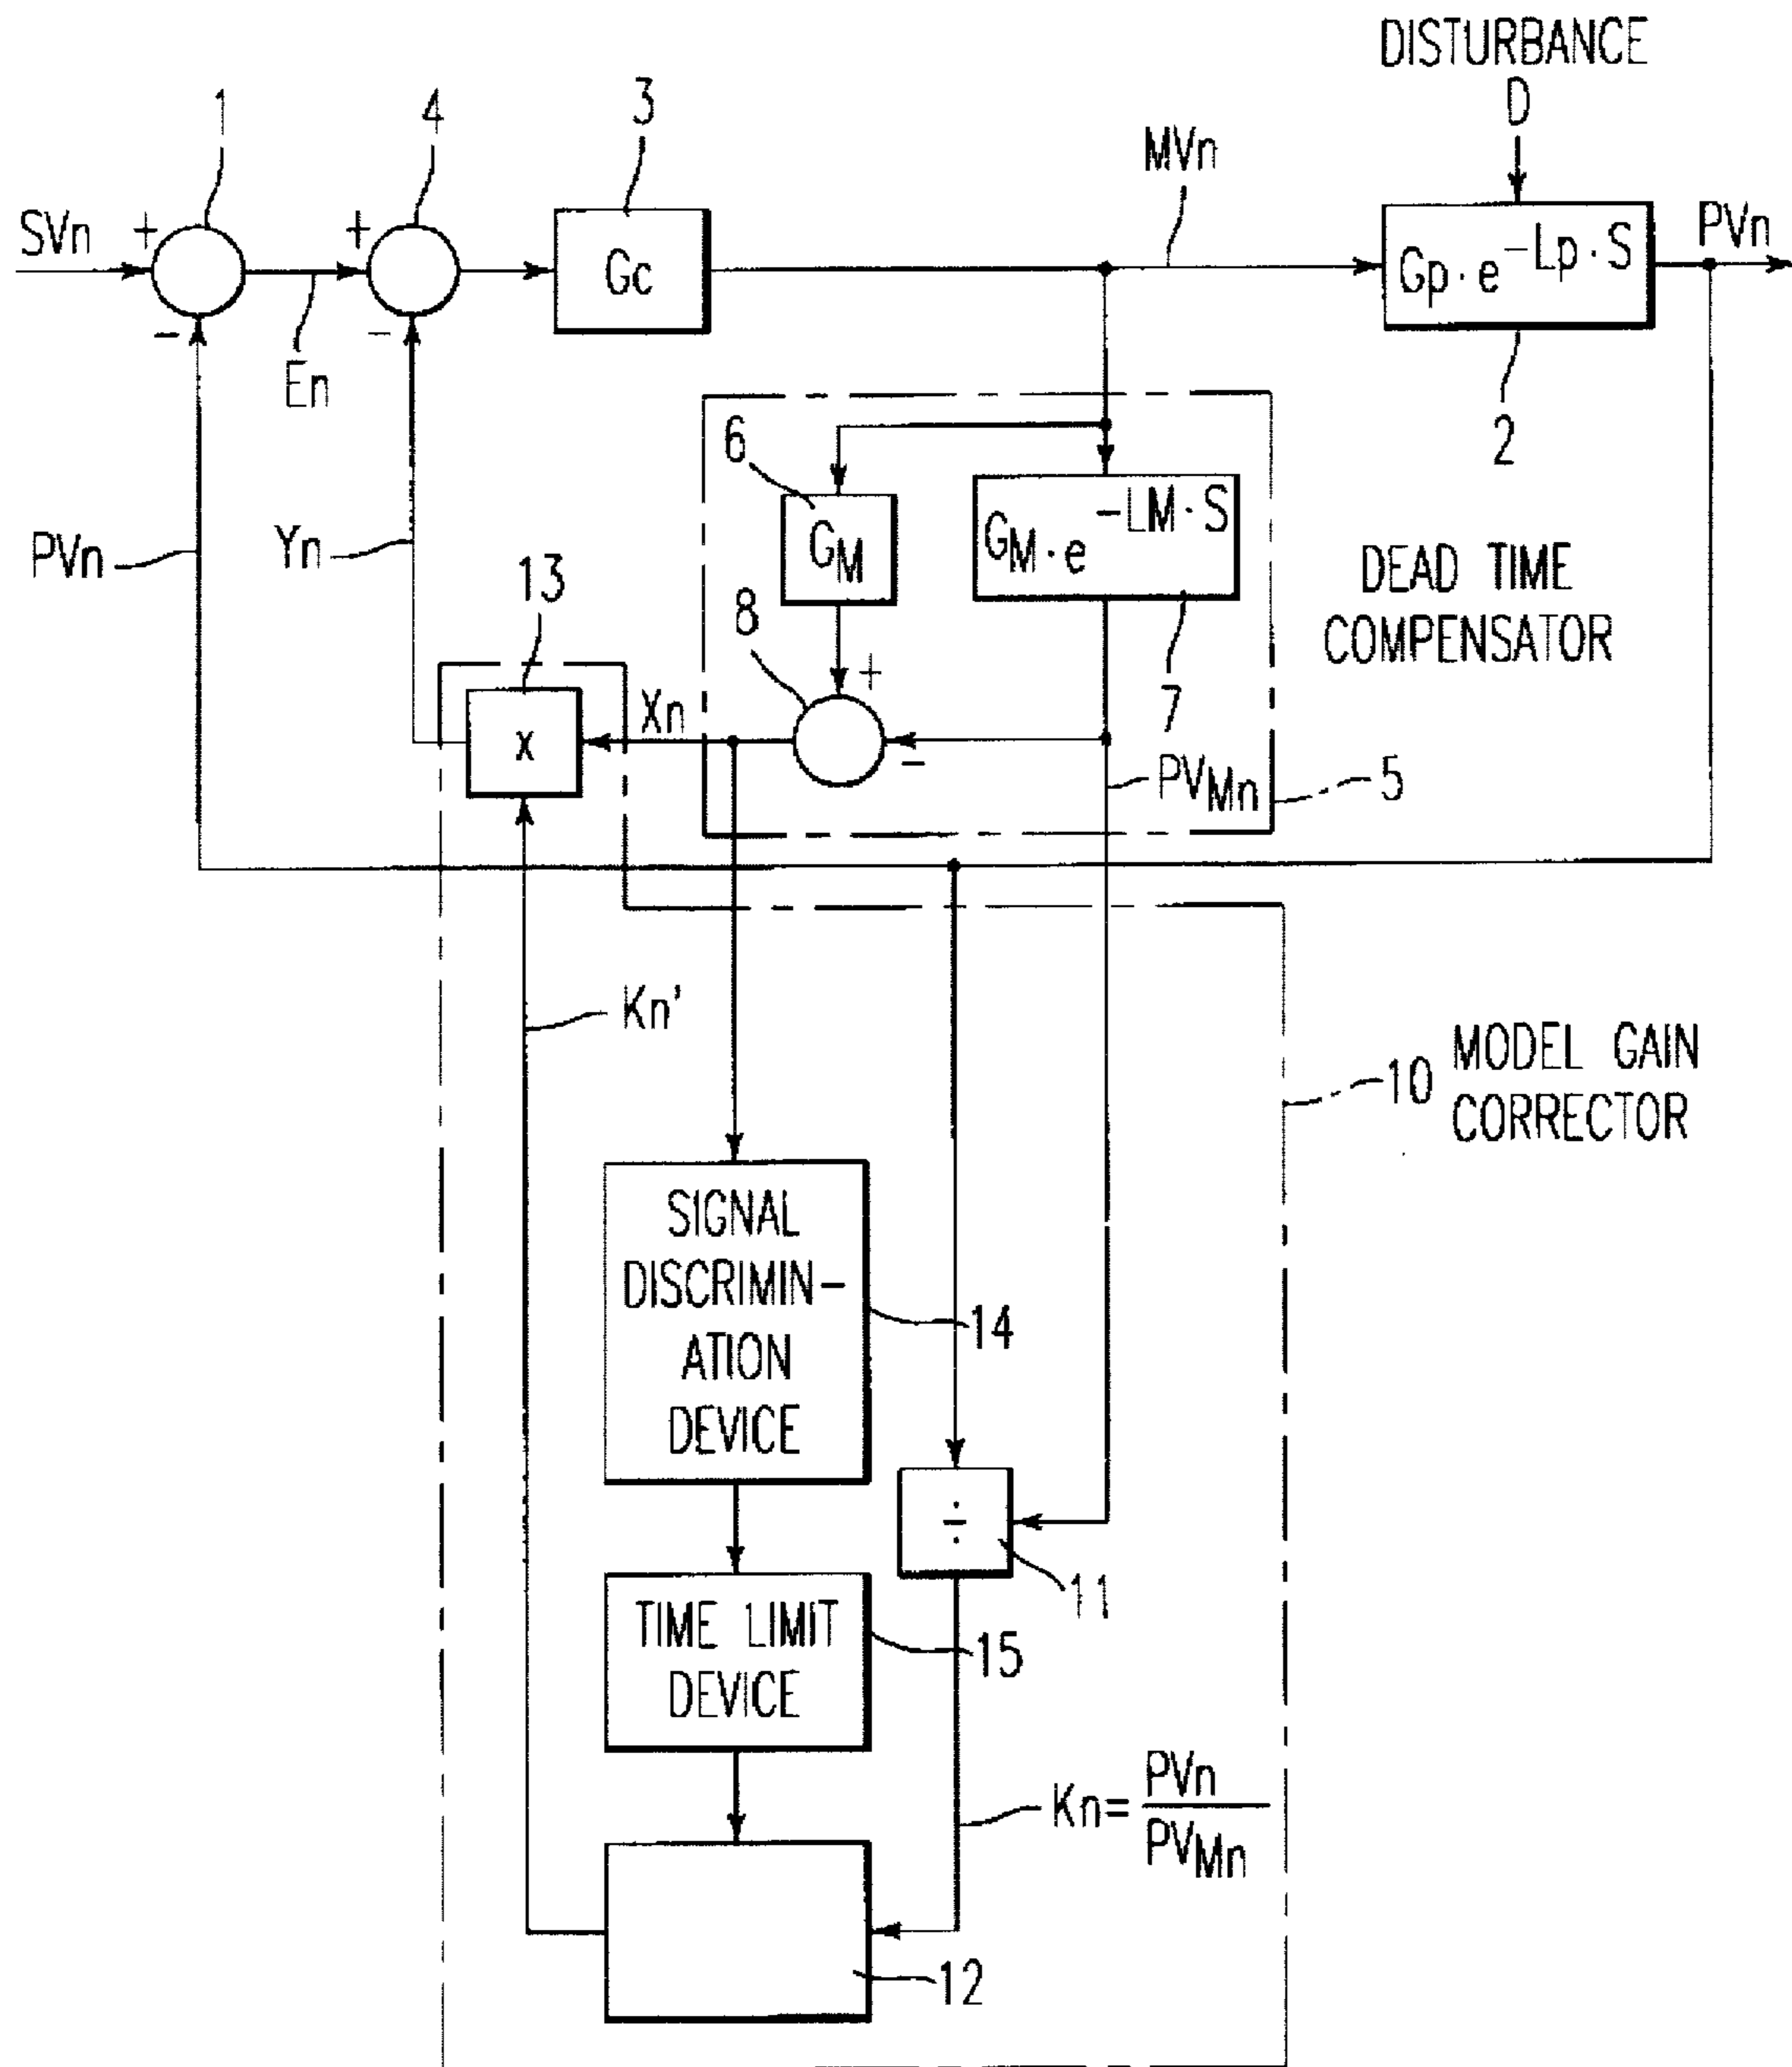 DISTURBANCE
D
1
4
3
MVn
SVn
+
+
Gc
Gp · e^-Lp · S
PVn
-
-
En
2
6
PVn
Yn
GM
GM · e^-LM · S
DEAD TIME
COMPENSATOR
13
8
+
7
x
Xn
-
PVMn
5
Kn'
10
MODEL GAIN
CORRECTOR
SIGNAL
DISCRIMIN-
ATION
DEVICE
14
÷
11
TIME LIMIT
DEVICE
15
Kn= PVn
PVMn
12